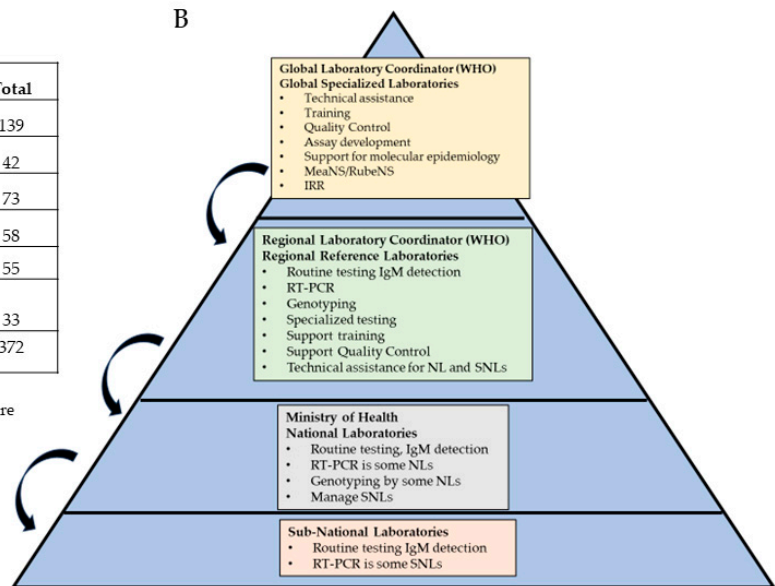 B
Total
139
42
73
58
55
33
372
Global Laboratory Coordinator (WHO)
Global Specialized Laboratories
• Technical assistance
• Training
• Quality Control
• Assay development
• Support for molecular epidemiology
• MeaNS/RubeNS
• IRR
Regional Laboratory Coordinator (WHO)
Regional Reference Laboratories
• Routine testing IgM detection
• RT-PCR
• Genotyping
• Specialized testing
• Support training
• Support Quality Control
• Technical assistance for NL and SNLs
Ministry of Health
National Laboratories
• Routine testing, IgM detection
• RT-PCR is some NLs
• Genotyping by some NLs
• Manage SNLs
Sub-National Laboratories
• Routine testing IgM detection
• RT-PCR is some SNLs